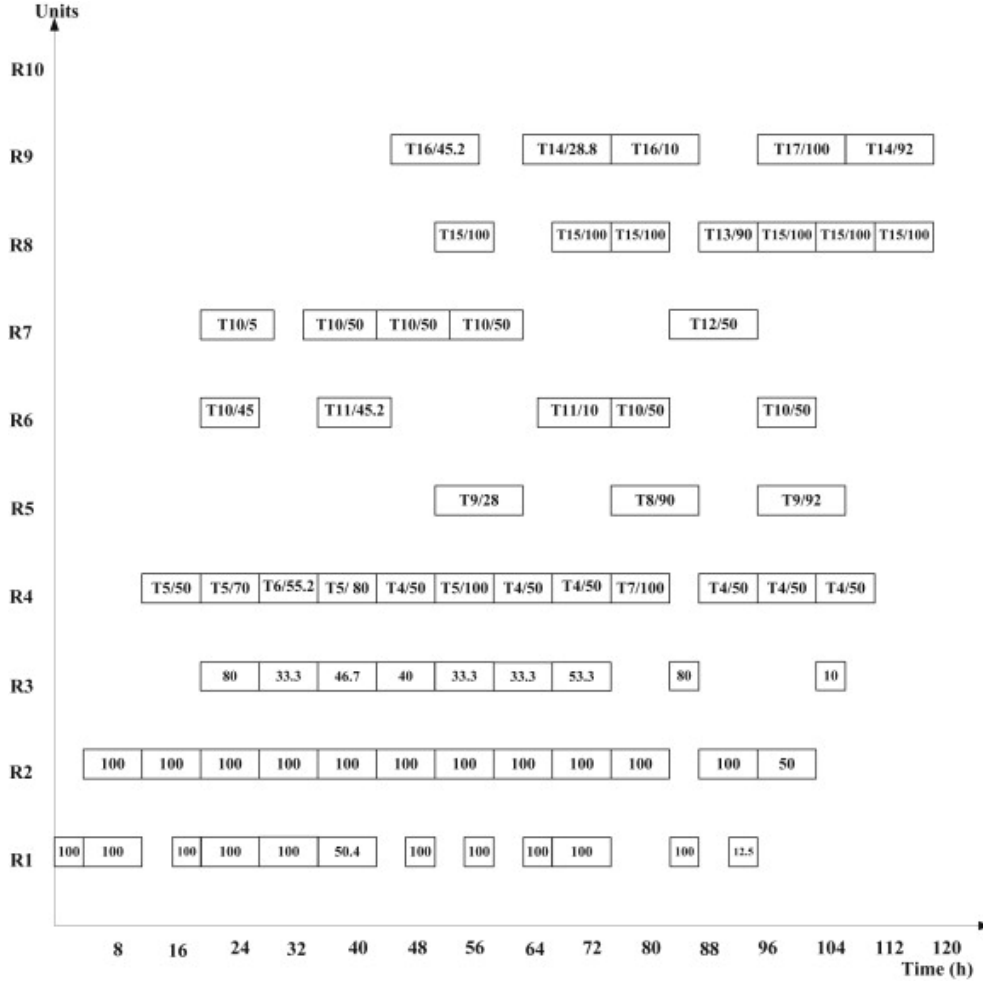 Units
R10
R9 T16/45.2 T14/28.8 T16/10 T17/100 T14/92
R8 T15/100 T15/100 T15/100 T13/90 T15/100 T15/100 T15/100
R7 T10/5 T10/50 T10/50 T10/50 T12/50
R6 T10/45 T11/45.2 T11/10 T10/50 T10/50
R5 T9/28 T8/90 T9/92
R4 T5/50 T5/70 T6/55.2 T5/ 80 T4/50 T5/100 T4/50 T4/50 T7/100 T4/50 T4/50 T4/50
R3 80 33.3 46.7 40 33.3 33.3 53.3 80 10
R2 100 100 100 100 100 100 100 100 100 100 100 50
R1 100 100 100 100 100 50.4 100 100 100 100 100 12.5
8 16 24 32 40 48 56 64 72 80 88 96 104 112 120
Time (h)